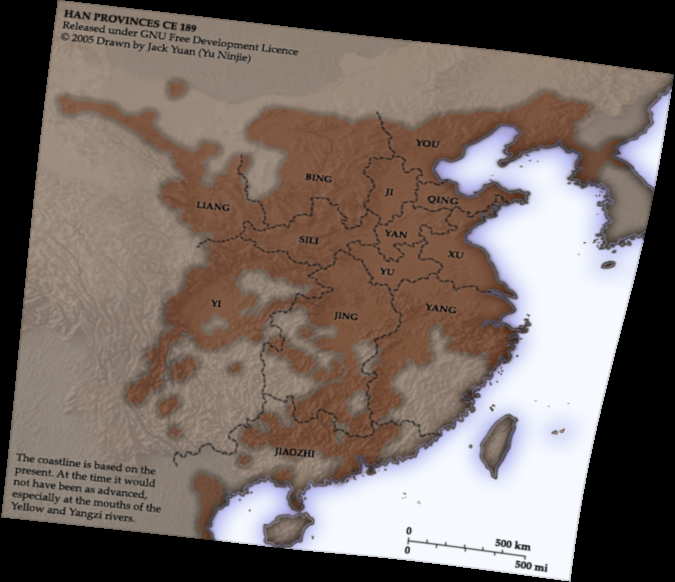 HAN PROVINCES CE 189
Released under GNU Free Development Licence
© 2005 Drawn by Jack Yuan (Yu Ninjie)
YOU
BING
JI
QING
LIANG
YAN
SILI
XU
YU
YI
JING
YANG
JIAOZHI
The coastline is based on the
present. At the time it would
not have been as advanced,
especially at the mouths of the
Yellow and Yangzi rivers.
0
500 km
0
500 mi